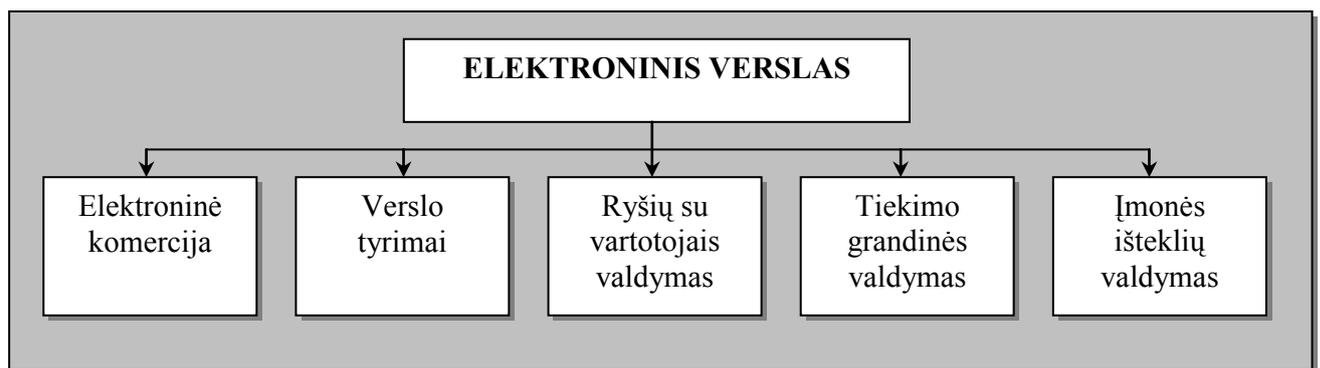 ELEKTRONINIS VERSLAS
Elektroninė
komercija
Verslo
tyrimai
Ryšių su
vartotojais
valdymas
Tiekimo
grandinės
valdymas
Įmonės
išteklių
valdymas